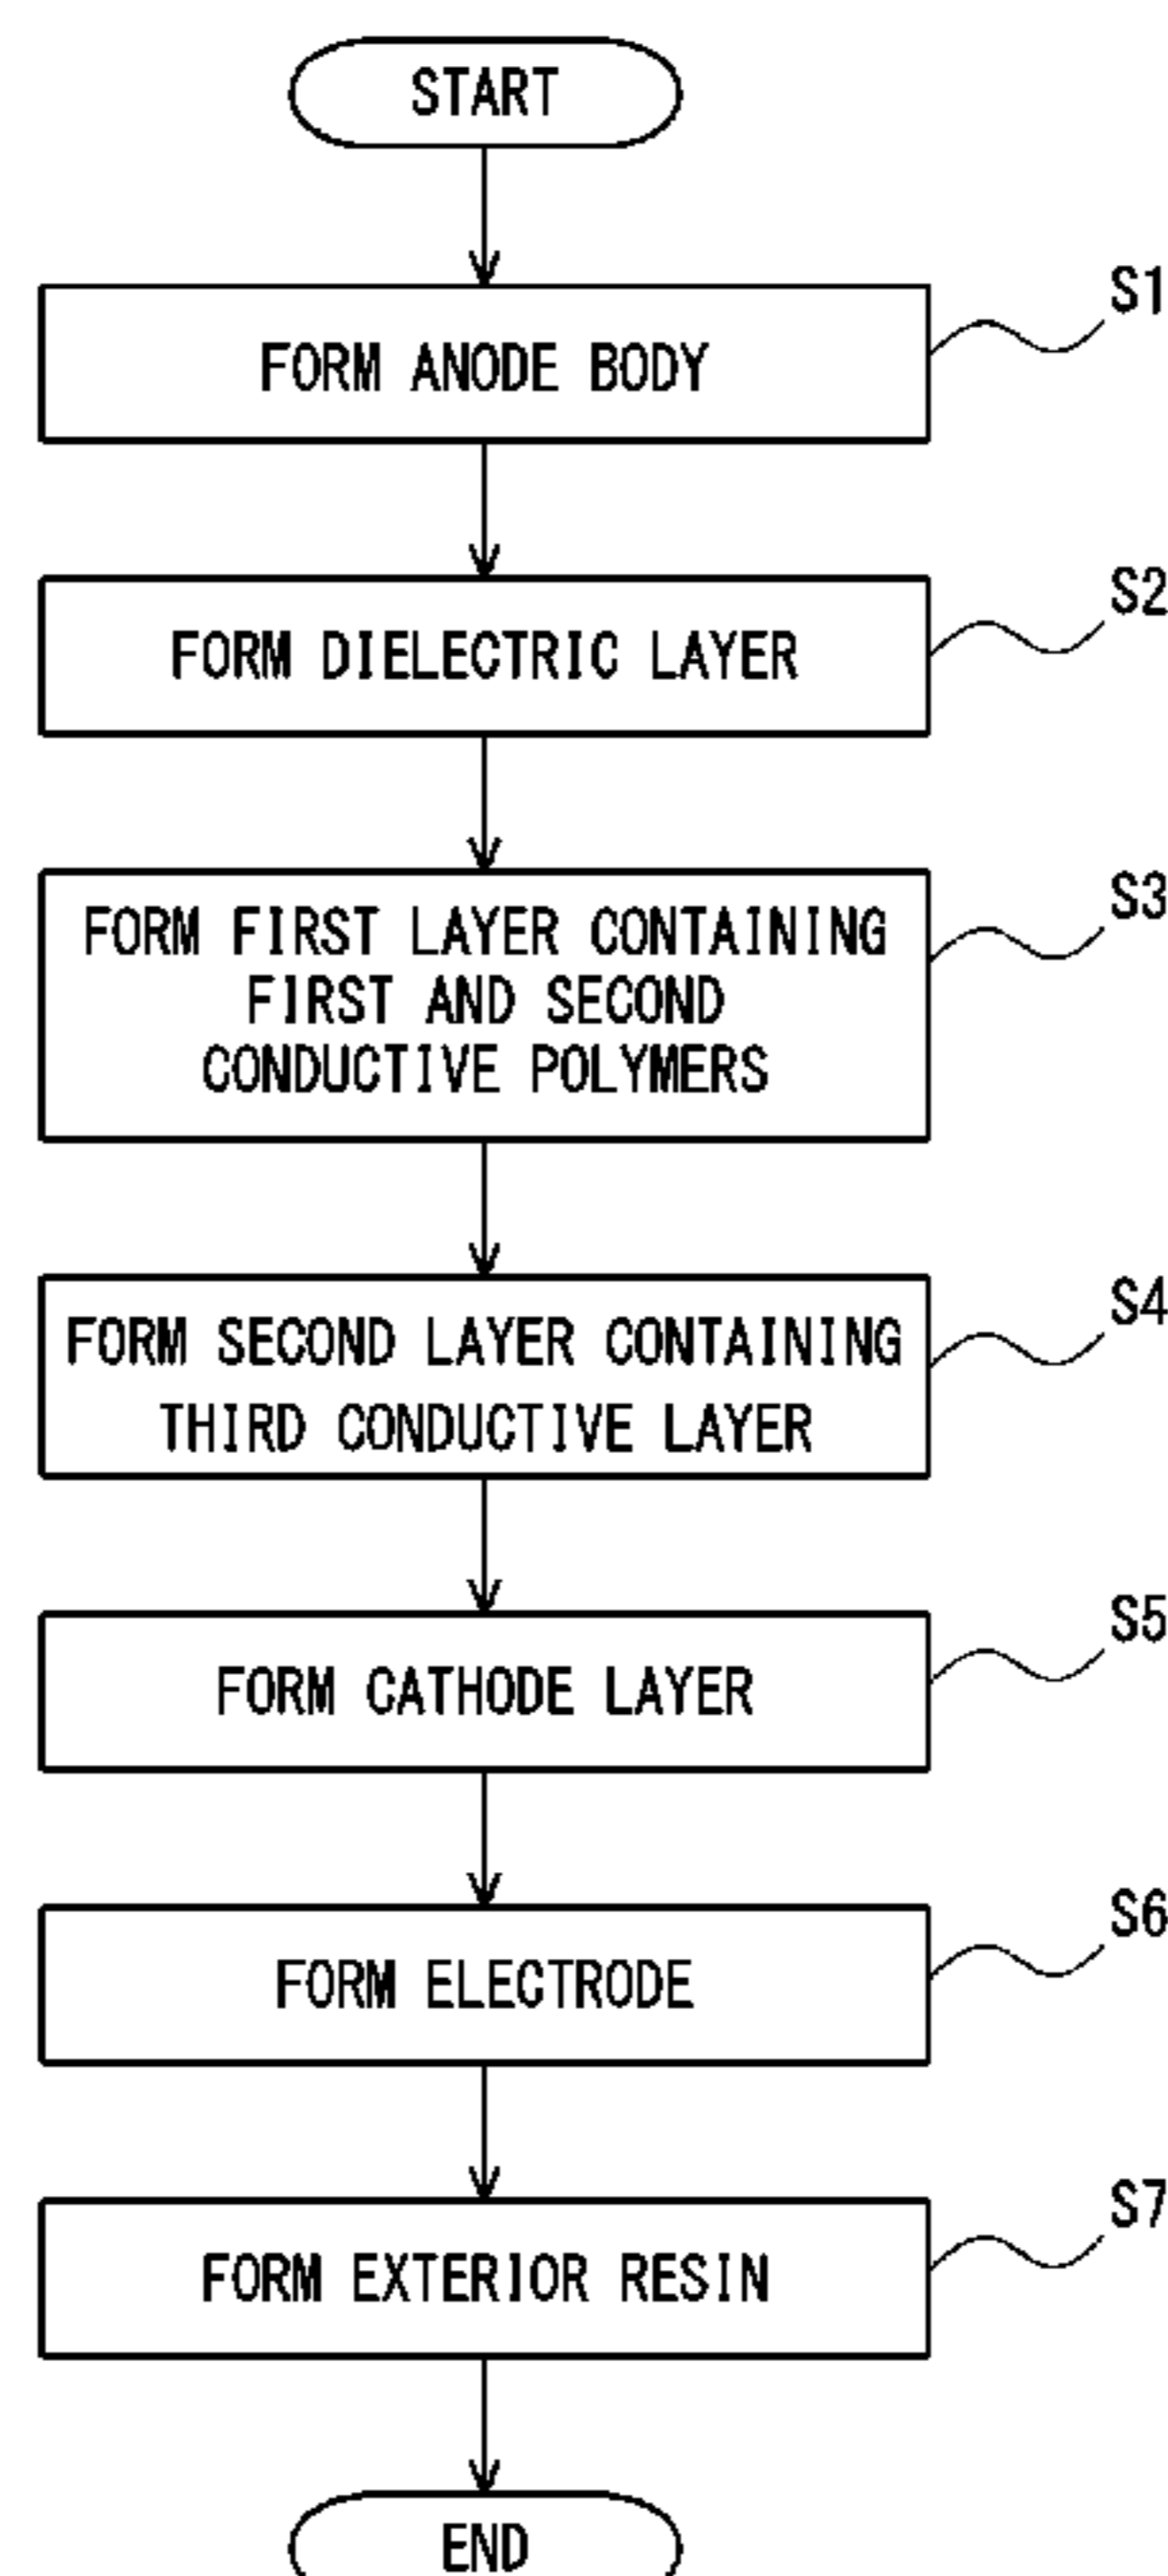 START
S1
FORM ANODE BODY
S2
FORM DIELECTRIC LAYER
S3
FORM FIRST LAYER CONTAINING
FIRST AND SECOND
CONDUCTIVE POLYMERS
S4
FORM SECOND LAYER CONTAINING
THIRD CONDUCTIVE LAYER
S5
FORM CATHODE LAYER
S6
FORM ELECTRODE
S7
FORM EXTERIOR RESIN
END